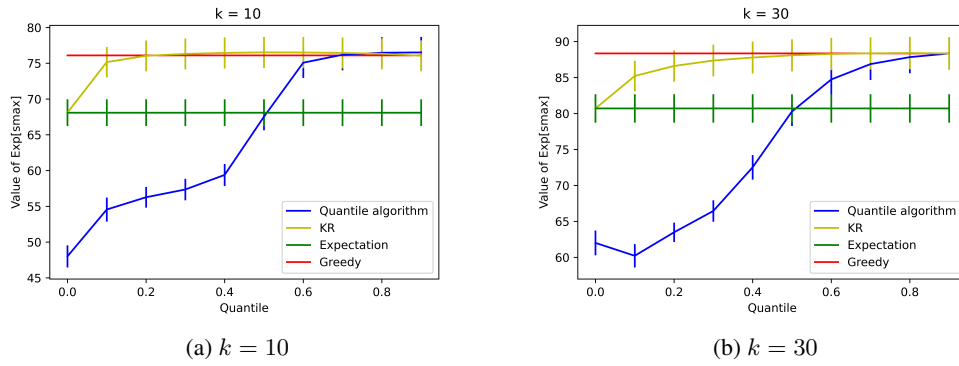 k = 10
80
75
70
65
60
55
50
45
Value of Exp[smax]
0.0 0.2 0.4 0.6 0.8
Quantile
Quantile algorithm
KR
Expectation
Greedy
(a) k = 10
k = 30
90
85
80
75
70
65
60
Value of Exp[smax]
0.0 0.2 0.4 0.6 0.8
Quantile
Quantile algorithm
KR
Expectation
Greedy
(b) k = 30